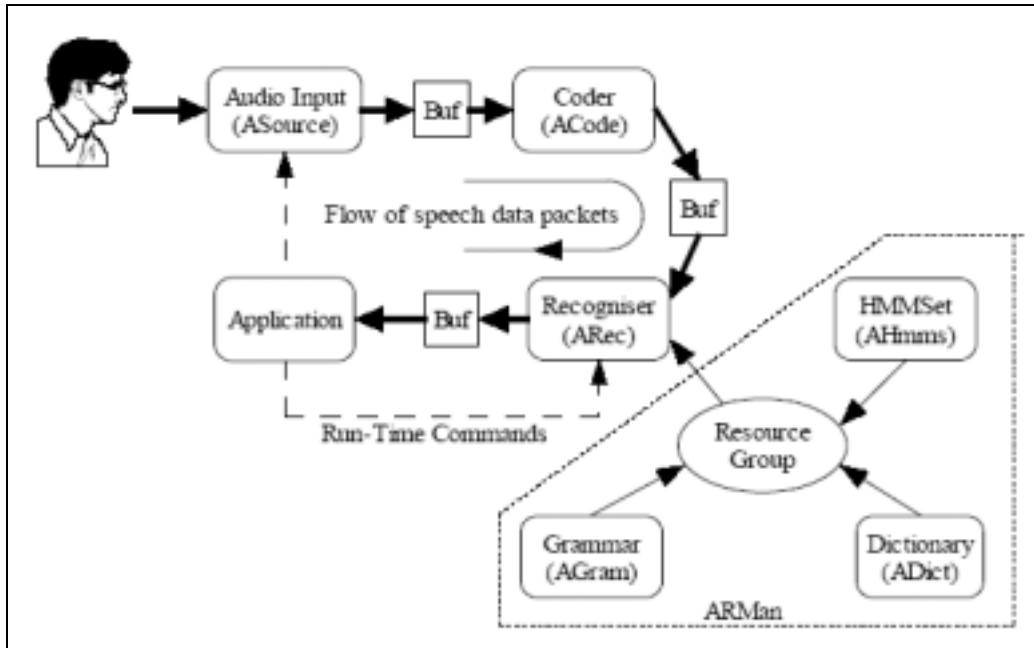 Audio Input
(ASource)
Buf
Coder
(ACode)
Buf
Flow of speech data packets
Application
Buf
Recogniser
(ARec)
HMMSet
(AHmms)
Run-Time Commands
Resource
Group
Grammar
(AGram)
Dictionary
(ADict)
ARMan